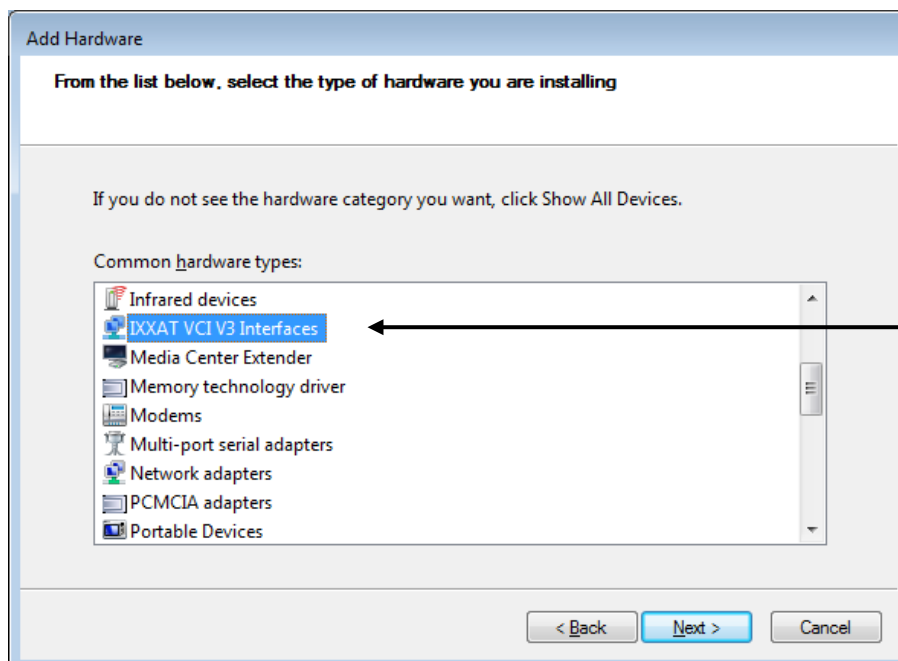 Add Hardware
From the list below, select the type of hardware you are installing
If you do not see the hardware category you want, click Show All Devices.
Common hardware types:
Infrared devices
IXXAT VCI V3 Interfaces
Media Center Extender
Memory technology driver
Modems
Multi-port serial adapters
Network adapters
PCMCIA adapters
Portable Devices
< Back Next > Cancel